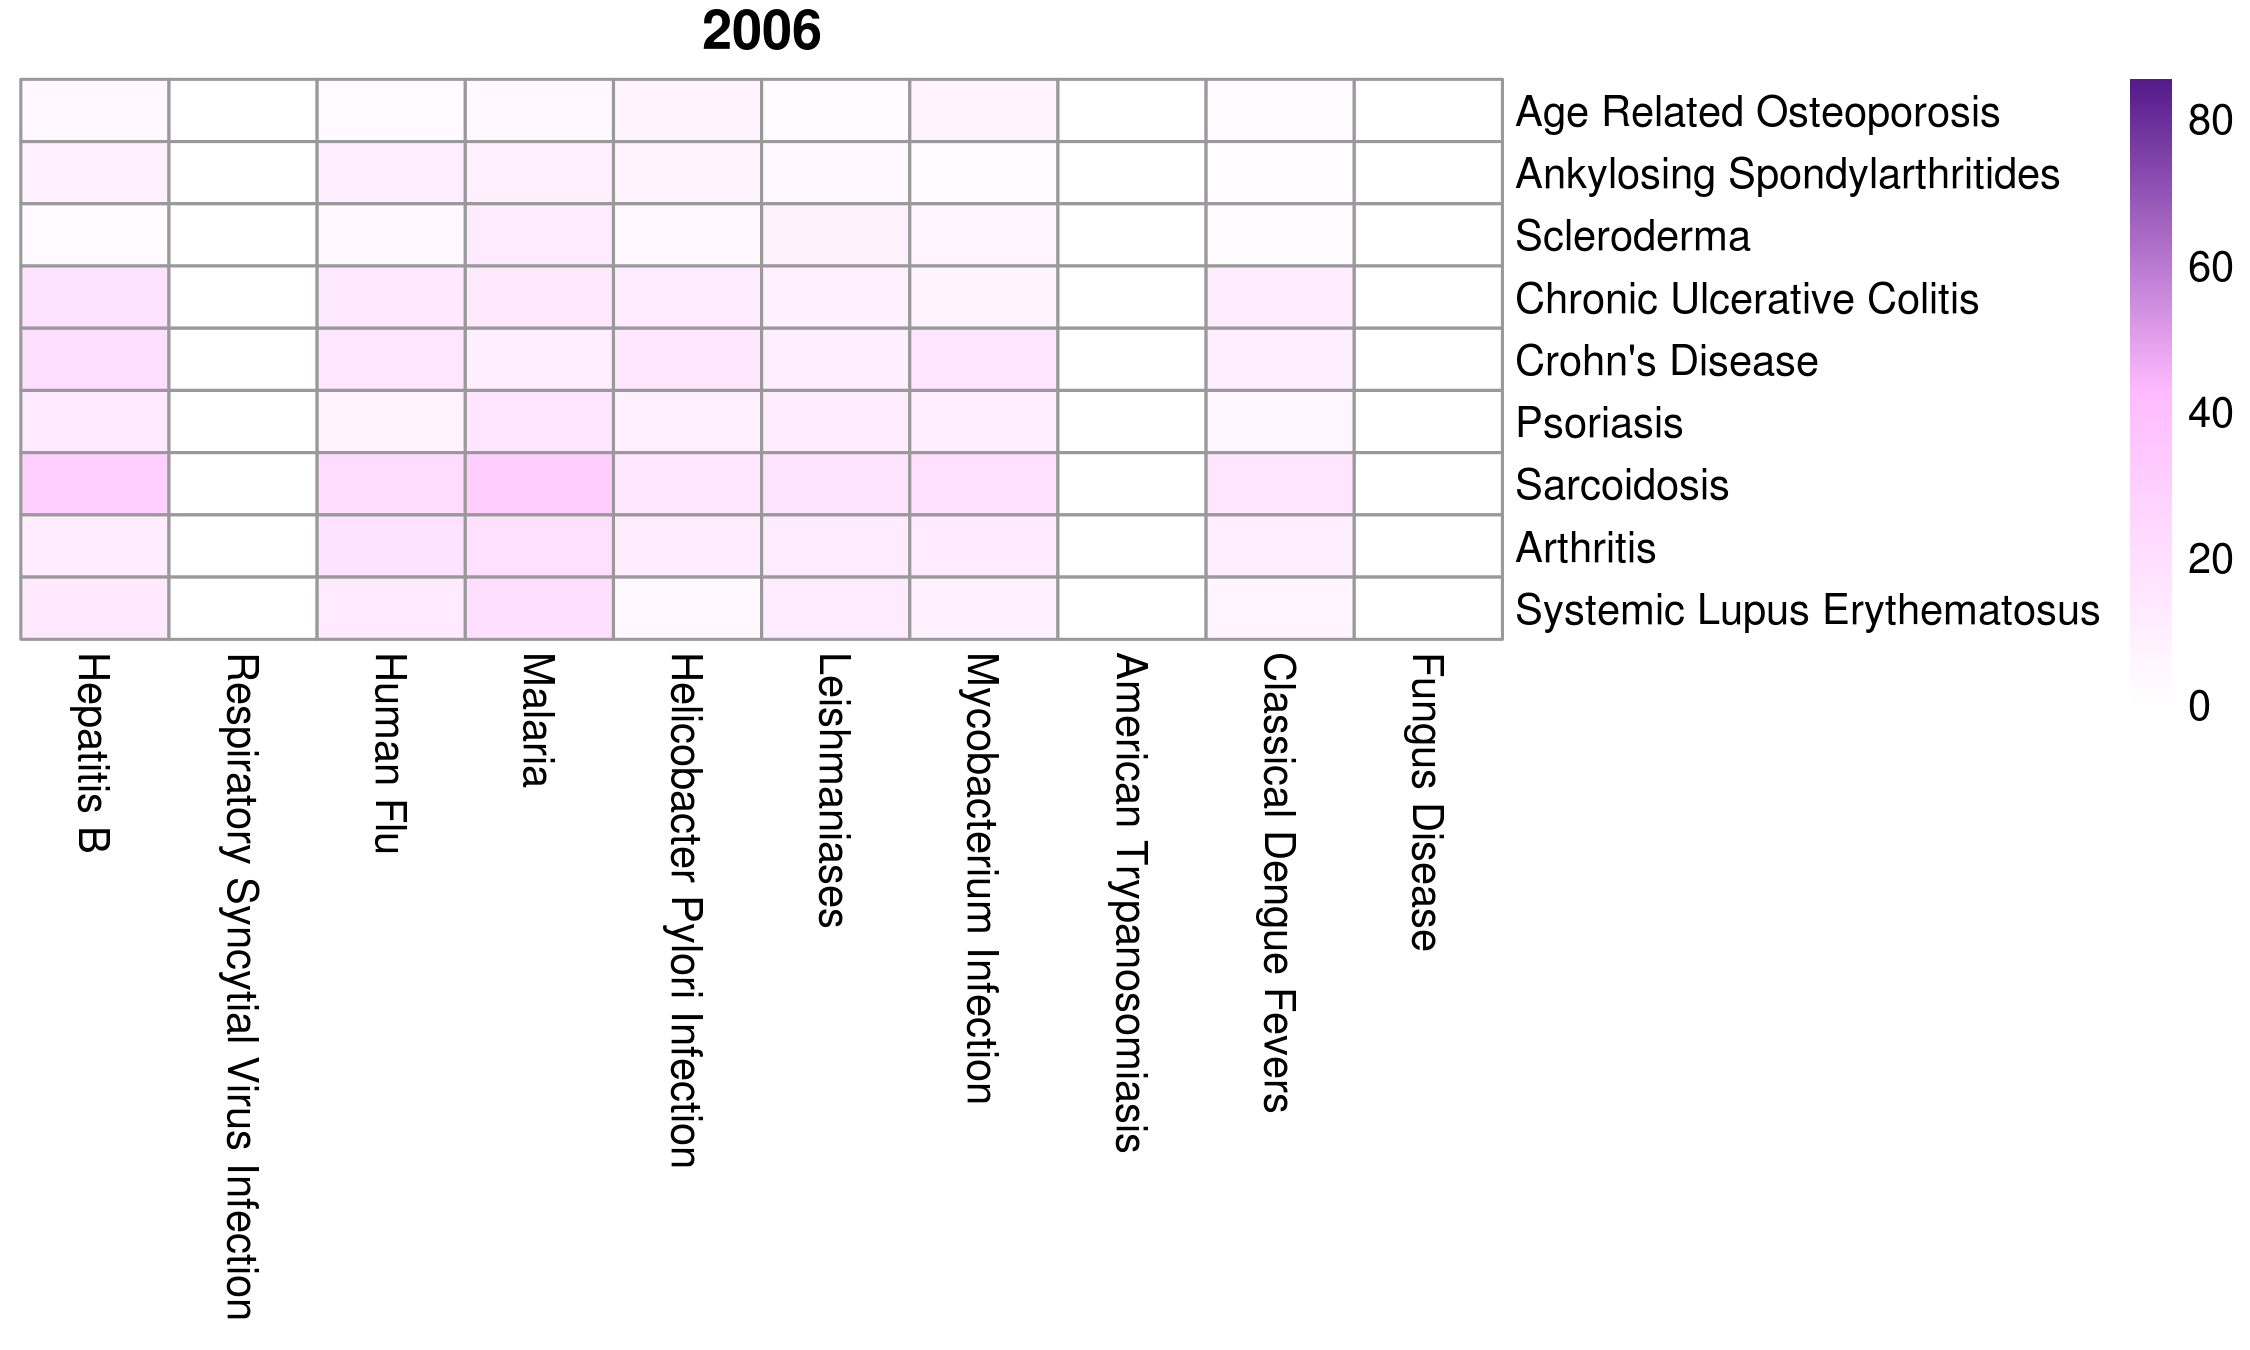 2006
Age Related Osteoporosis
Ankylosing Spondylarthritides
Scleroderma
Chronic Ulcerative Colitis
Crohn's Disease
Psoriasis
Sarcoidosis
Arthritis
Systemic Lupus Erythematosus
80
60
40
20
0
Hepatitis B
Respiratory Syncytial Virus Infection
Human Flu
Malaria
Helicobacter Pylori Infection
Leishmaniases
Mycobacterium Infection
American Trypanosomiasis
Classical Dengue Fevers
Fungus Disease